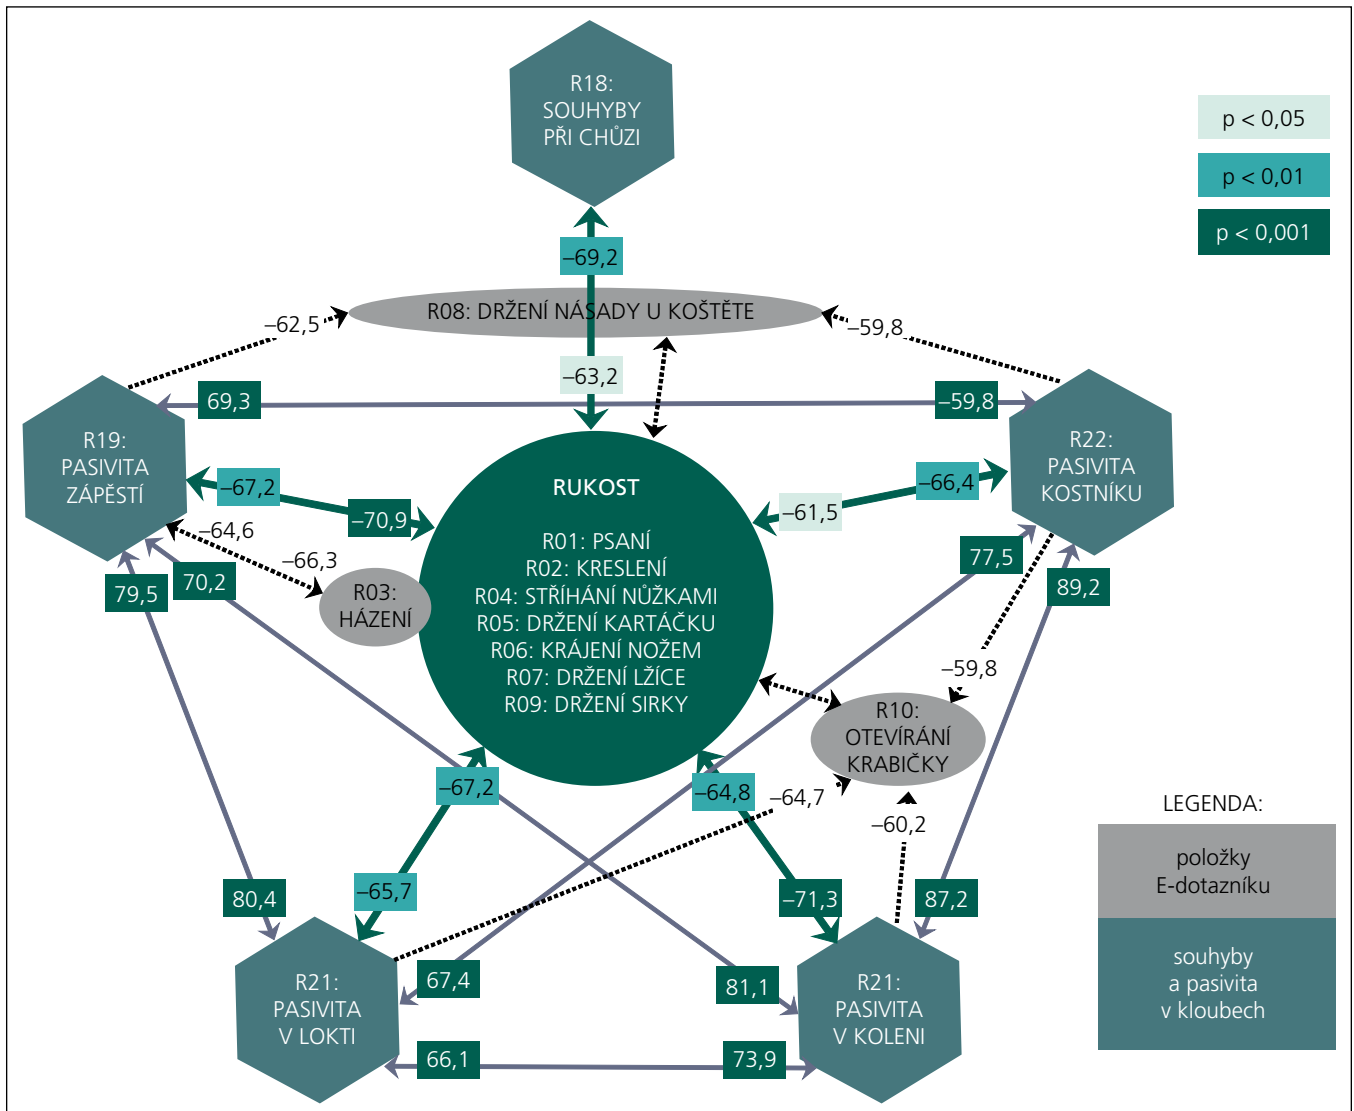 R18:
SOUHYBY
PŘI CHŮZI
p < 0,05
p < 0,01
p < 0,001
–69,2
R08: DRŽENÍ NÁSADY U KOŠTĚTE
–62,5
–59,8
–63,2
69,3
–59,8
R19:
PASIVITA
ZÁPĚSTÍ
R22:
PASIVITA
KOSTNÍKU
–67,2
–70,9
–61,5
–66,4
RUKOST
R01: PSANÍ
R02: KRESLENÍ
R04: STŘÍHÁNÍ NŮŽKAMI
R05: DRŽENÍ KARTÁČKU
R06: KRÁJENÍ NOŽEM
R07: DRŽENÍ LŽÍCE
R09: DRŽENÍ SIRKY
–64,6
–66,3
R03:
HÁZENÍ
79,5
70,2
77,5
89,2
–59,8
R10:
OTEVÍRÁNÍ
KRABIČKY
–67,2
–64,8
–64,7
–60,2
–65,7
–71,3
80,4
87,2
67,4
81,1
R21:
PASIVITA
V LOKTI
R21:
PASIVITA
V KOLENI
66,1
73,9
LEGENDA:
položky
E-dotazníku
souhyby
a pasivita
v kloubech